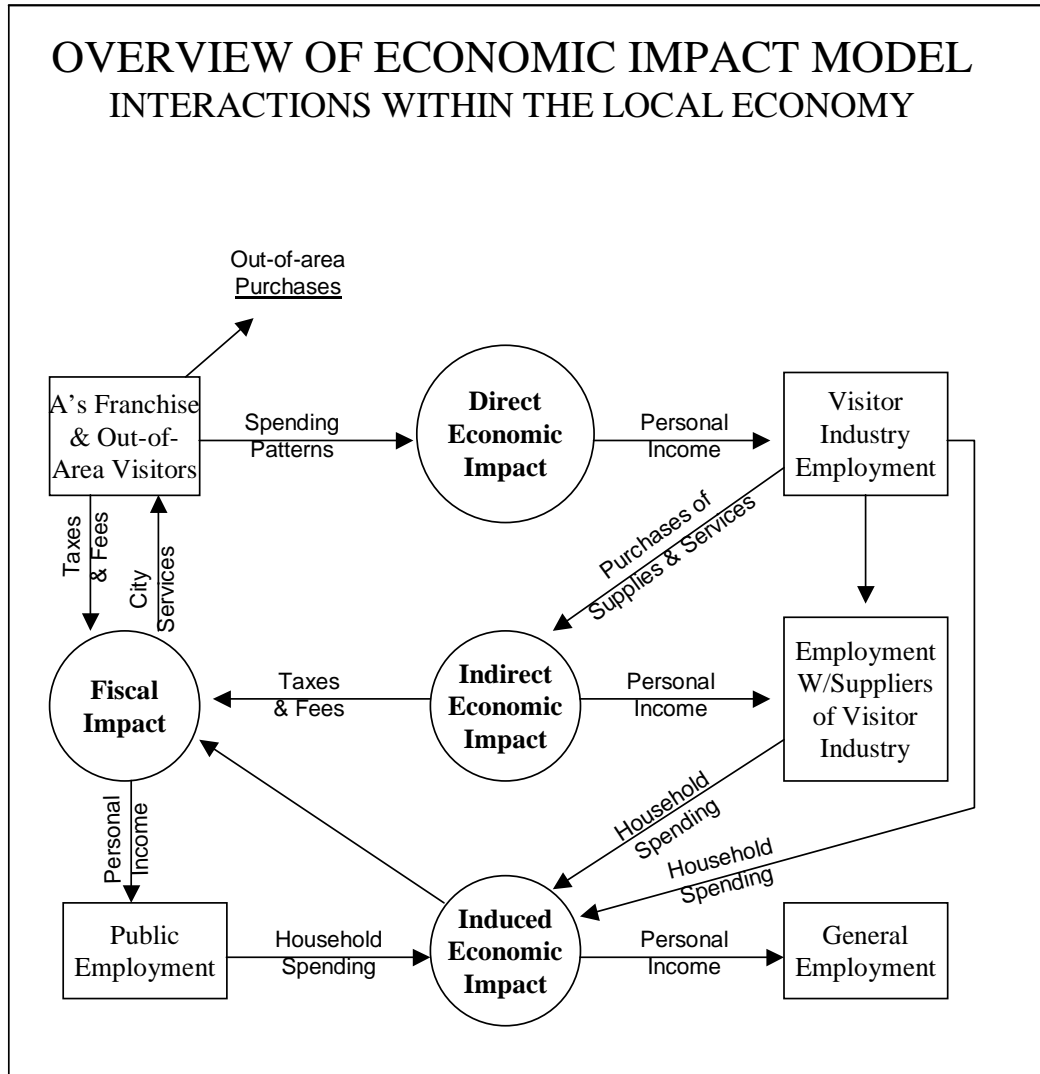 OVERVIEW OF ECONOMIC IMPACT MODEL
INTERACTIONS WITHIN THE LOCAL ECONOMY
Out-of-area
Purchases
A's Franchise
& Out-of-
Area Visitors
Spending
Patterns
Direct
Economic
Impact
Personal
Income
Visitor
Industry
Employment
Taxes
& Fees
City
Services
Purchases of
Supplies & Services
Fiscal
Impact
Taxes
& Fees
Indirect
Economic
Impact
Personal
Income
Employment
W/Suppliers
of Visitor
Industry
Personal
Income
Household
Spending
Household
Spending
Public
Employment
Household
Spending
Induced
Economic
Impact
Personal
Income
General
Employment